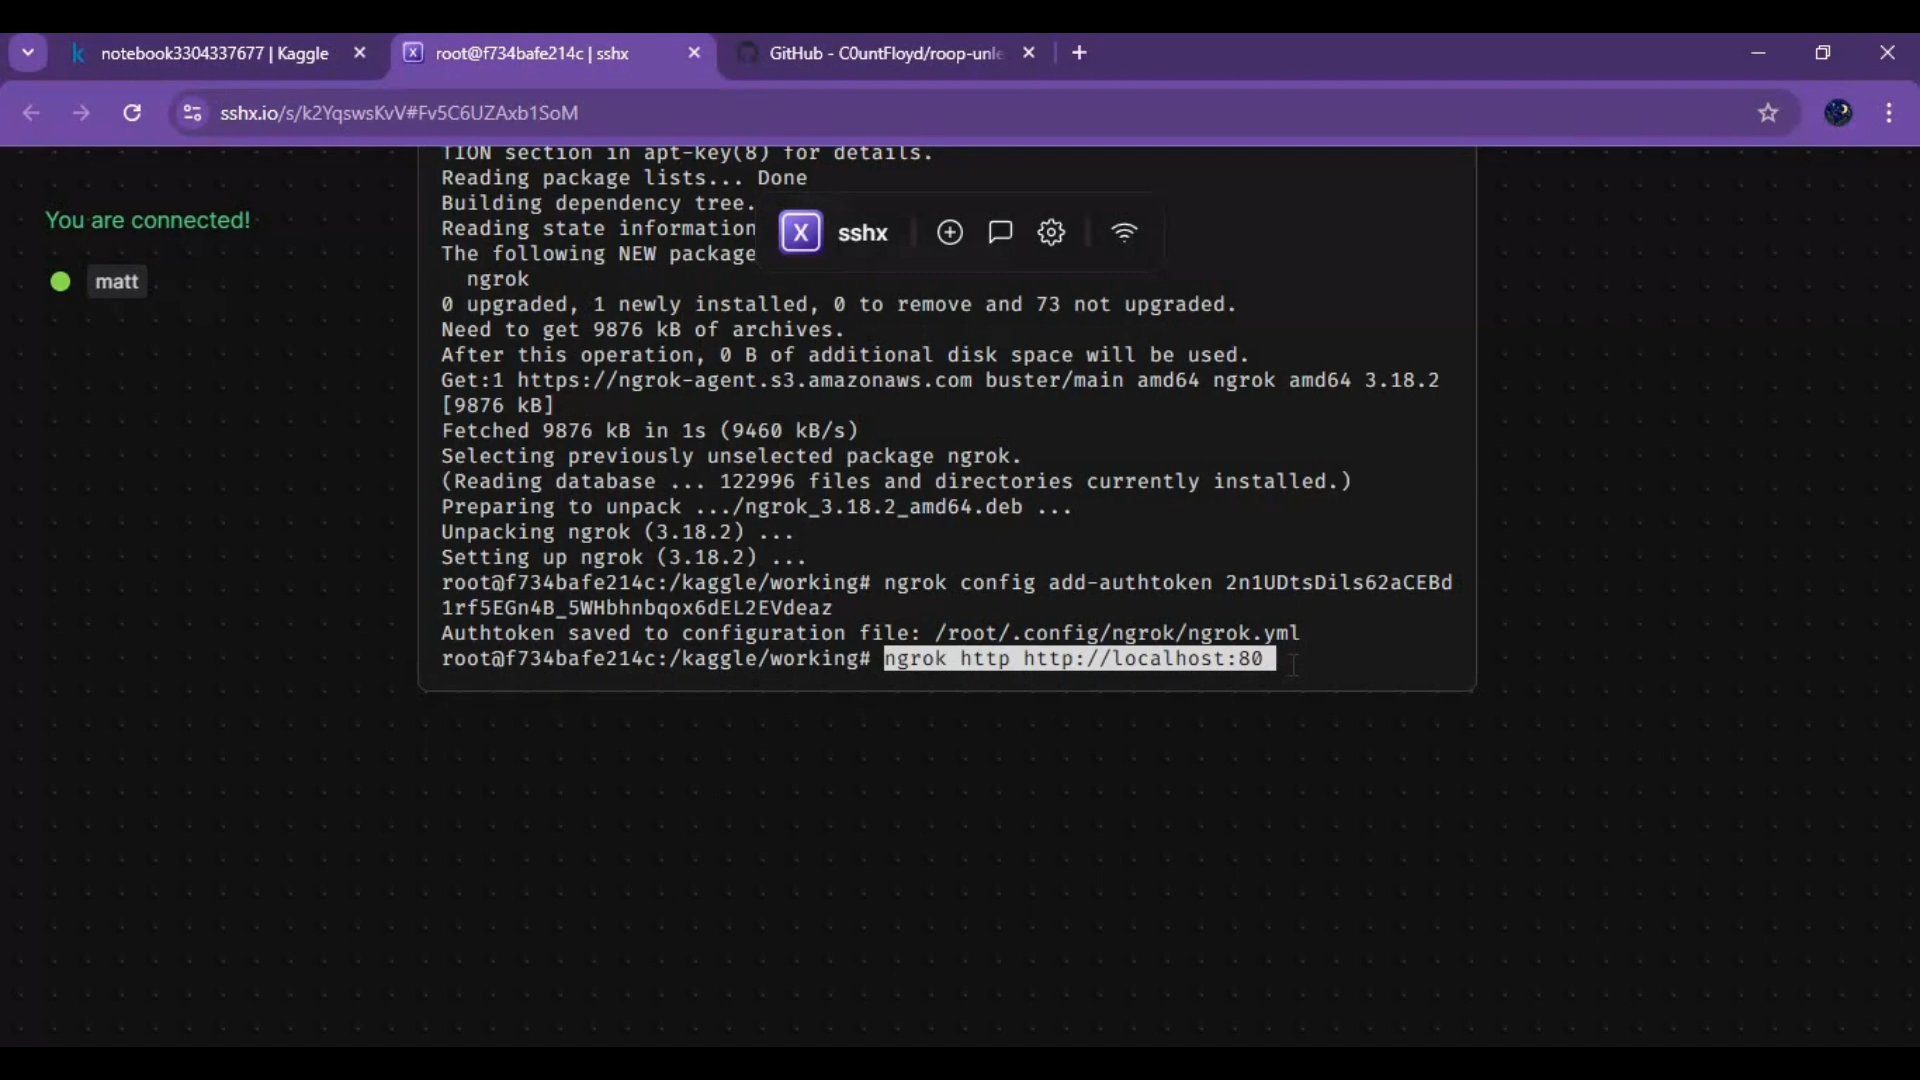 notebook3304337677 | Kaggle
root@f734bafe214c | sshx
GitHub - C0untFloyd/roop-unle
sshx.io/s/k2YqswsKvV#Fv5C6UZAxb1SoM
You are connected!
matt
sshx
TION section in apt-key(8) for details.
Reading package lists... Done
Building dependency tree.
Reading state information
The following NEW package
ngrok
0 upgraded, 1 newly installed, 0 to remove and 73 not upgraded.
Need to get 9876 kB of archives.
After this operation, 0 B of additional disk space will be used.
Get:1 https://ngrok-agent.s3.amazonaws.com buster/main amd64 ngrok amd64 3.18.2
[9876 kB]
Fetched 9876 kB in 1s (9460 kB/s)
Selecting previously unselected package ngrok.
(Reading database ... 122996 files and directories currently installed.)
Preparing to unpack .../ngrok_3.18.2_amd64.deb ...
Unpacking ngrok (3.18.2) ...
Setting up ngrok (3.18.2) ...
root@f734bafe214c:/kaggle/working# ngrok config add-authtoken 2n1UDtsDils62aCEBd
1rf5EGn4B_5WHbhnbqox6dEL2EVdeaz
Authtoken saved to configuration file: /root/.config/ngrok/ngrok.yml
root@f734bafe214c:/kaggle/working# ngrok http http://localhost:80